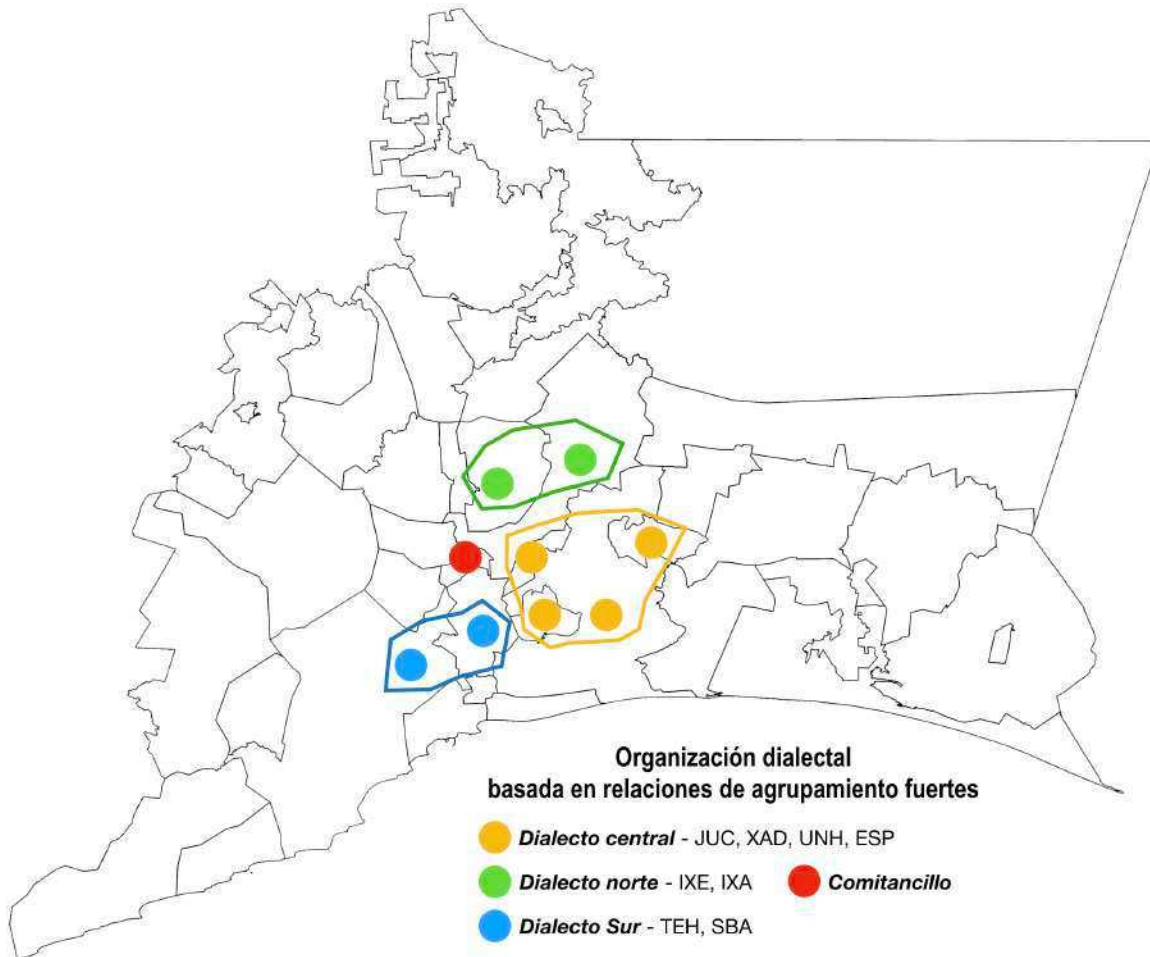 Organización dialectal
basada en relaciones de agrupamiento fuertes
Dialecto central - JUC, XAD, UNH, ESP
Dialecto norte - IXE, IXA
Comitancillo
Dialecto Sur - TEH, SBA